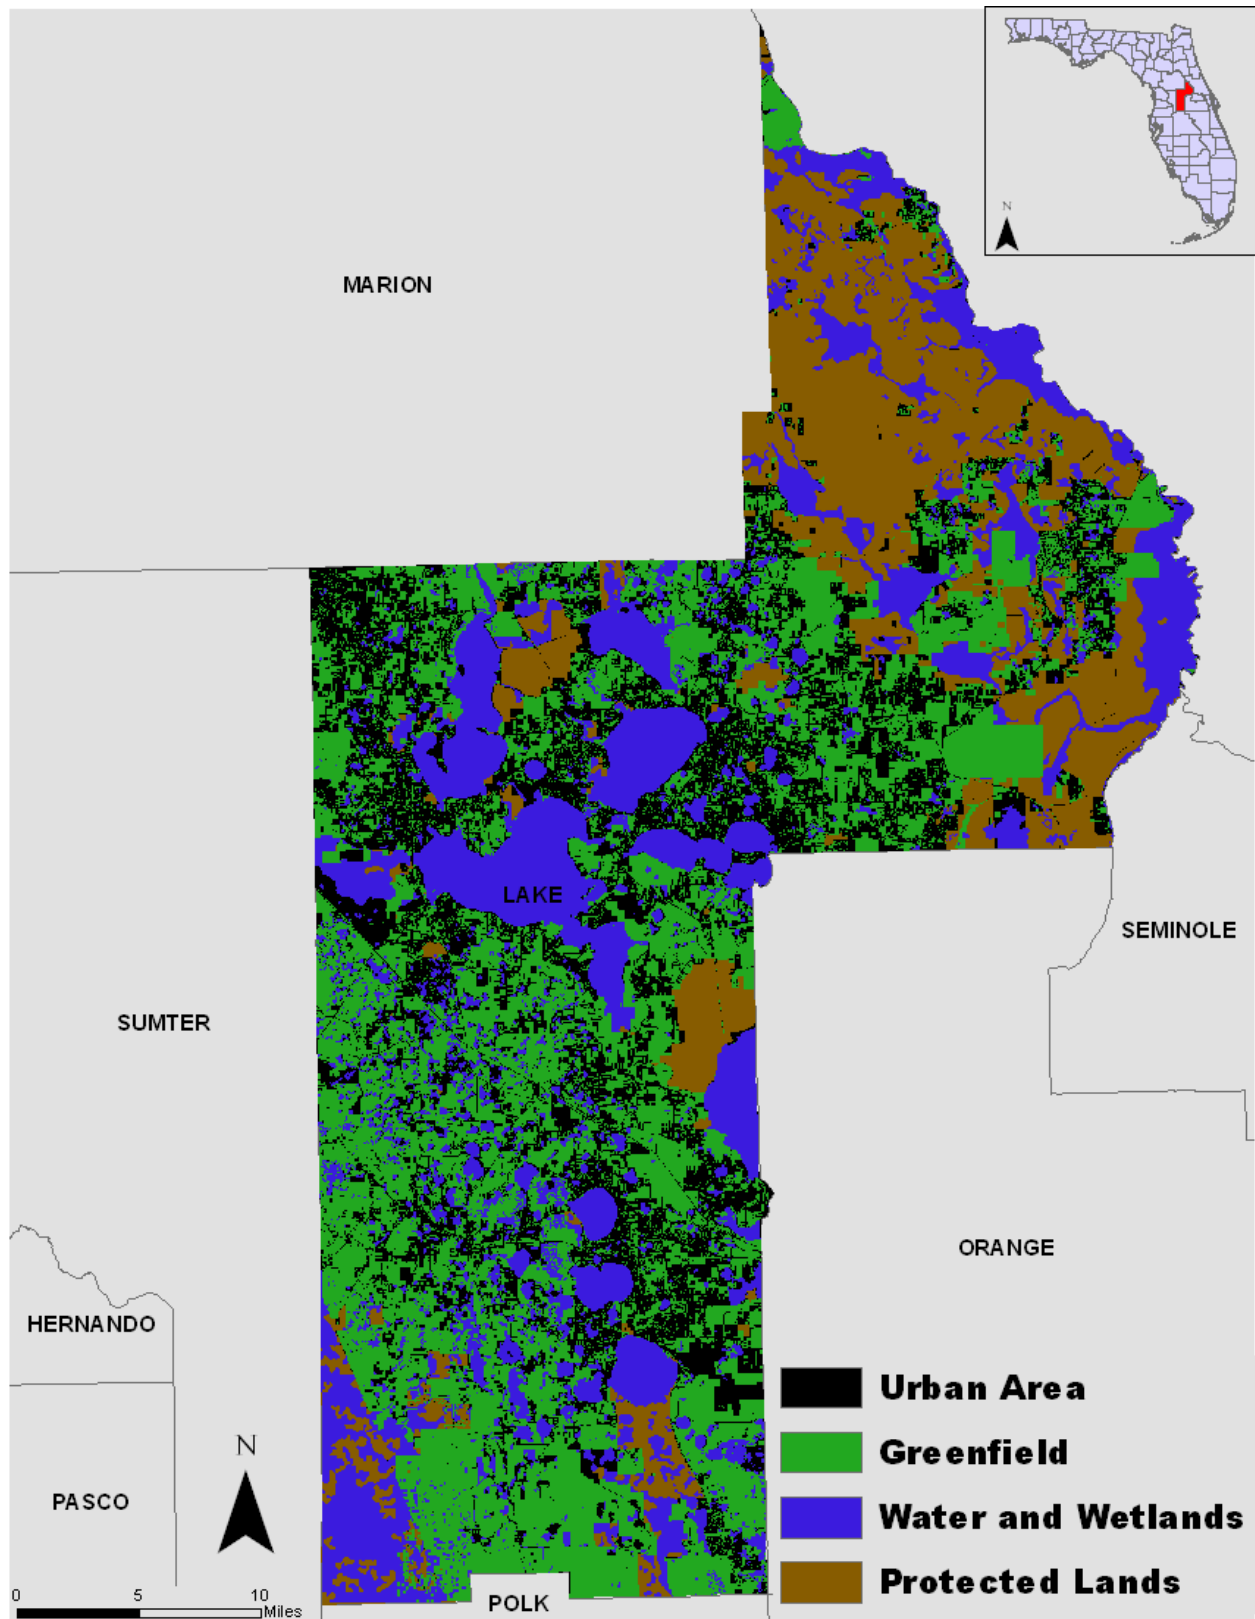 N
MARION
LAKE
SEMINOLE
SUMTER
ORANGE
HERNANDO
PASCO
POLK
N
0 5 10
Miles
Urban Area
Greenfield
Water and Wetlands
Protected Lands